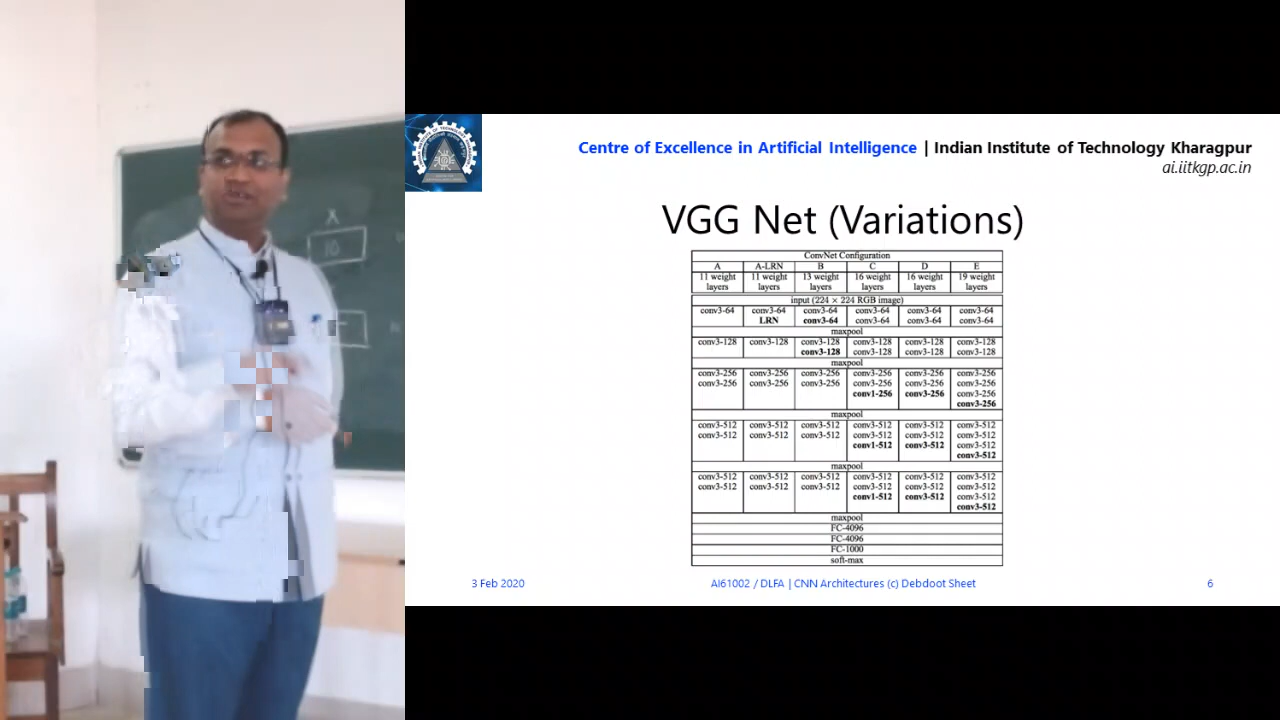 X
10
Centre of Excellence in Artificial Intelligence | Indian Institute of Technology Kharagpur
ai.iitkgp.ac.in
VGG Net (Variations)
ConvNet Configuration
A A-LRN B C D E
11 weight 11 weight 13 weight 16 weight 16 weight 19 weight
layers layers layers layers layers layers
input (224 × 224 RGB image)
conv3-64 conv3-64 conv3-64 conv3-64 conv3-64 conv3-64
LRN conv3-64 conv3-64 conv3-64 conv3-64
maxpool
conv3-128 conv3-128 conv3-128 conv3-128 conv3-128 conv3-128
conv3-128 conv3-128 conv3-128 conv3-128
maxpool
conv3-256 conv3-256 conv3-256 conv3-256 conv3-256 conv3-256
conv3-256 conv3-256 conv3-256 conv3-256 conv3-256 conv3-256
conv1-256 conv3-256 conv3-256
conv3-256
maxpool
conv3-512 conv3-512 conv3-512 conv3-512 conv3-512 conv3-512
conv3-512 conv3-512 conv3-512 conv3-512 conv3-512 conv3-512
conv1-512 conv3-512 conv3-512
conv3-512
maxpool
conv3-512 conv3-512 conv3-512 conv3-512 conv3-512 conv3-512
conv3-512 conv3-512 conv3-512 conv3-512 conv3-512 conv3-512
conv1-512 conv3-512 conv3-512
conv3-512
maxpool
FC-4096
FC-4096
FC-1000
soft-max
3 Feb 2020 AI61002 / DLFA | CNN Architectures (c) Debdoot Sheet 6